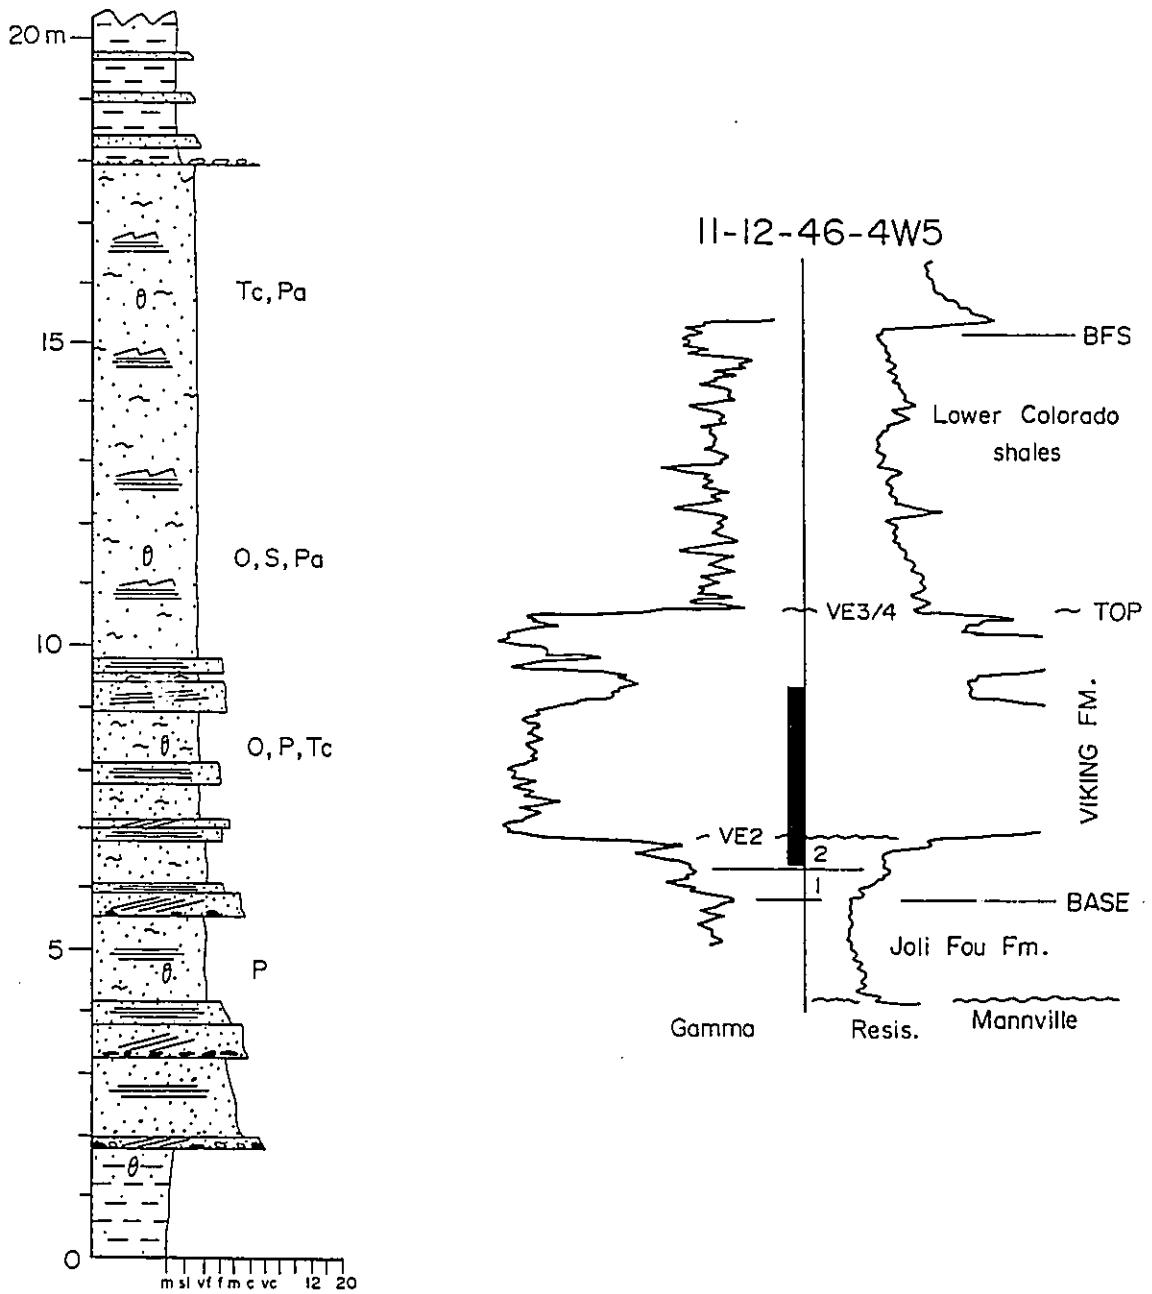 20 m
Tc, Pa
15
O, S, Pa
10
O, P, Tc
5
P
0
m sl vf f m c vc 12 20
11-12-46-4W5
BFS
Lower Colorado
shales
VE3/4
TOP
VIKING FM.
VE2
2
1
BASE
Joli Fou Fm.
Gamma
Resis.
Mannville